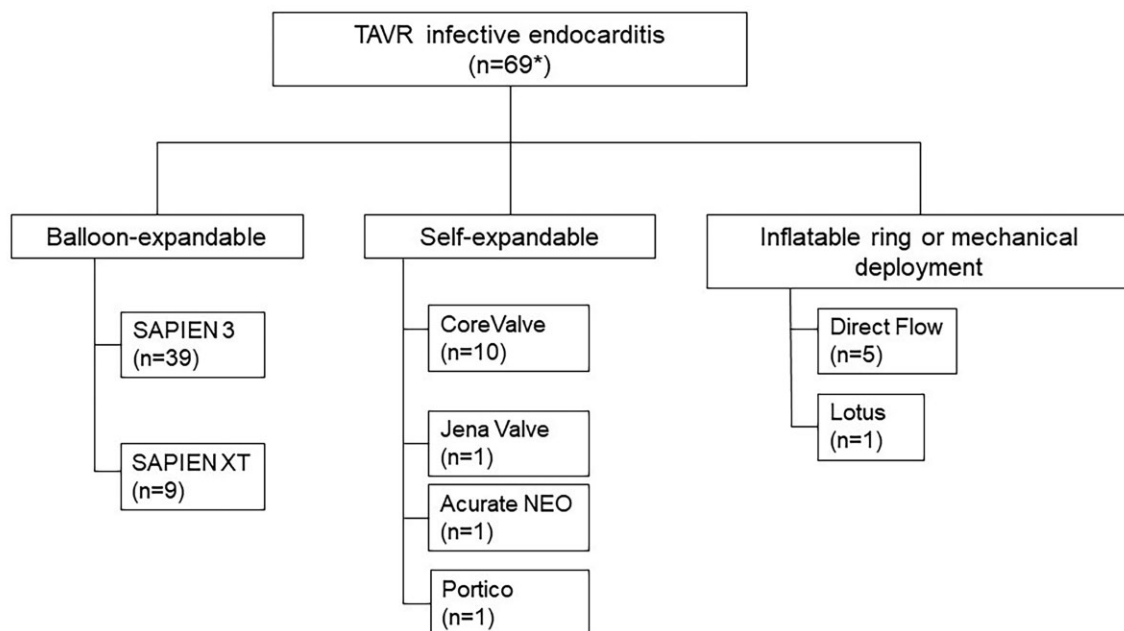 TAVR infective endocarditis
(n=69*)
Balloon-expandable
SAPIEN 3
(n=39)
SAPIEN XT
(n=9)
Self-expandable
CoreValve
(n=10)
Jena Valve
(n=1)
Acurate NEO
(n=1)
Portico
(n=1)
Inflatable ring or mechanical
deployment
Direct Flow
(n=5)
Lotus
(n=1)